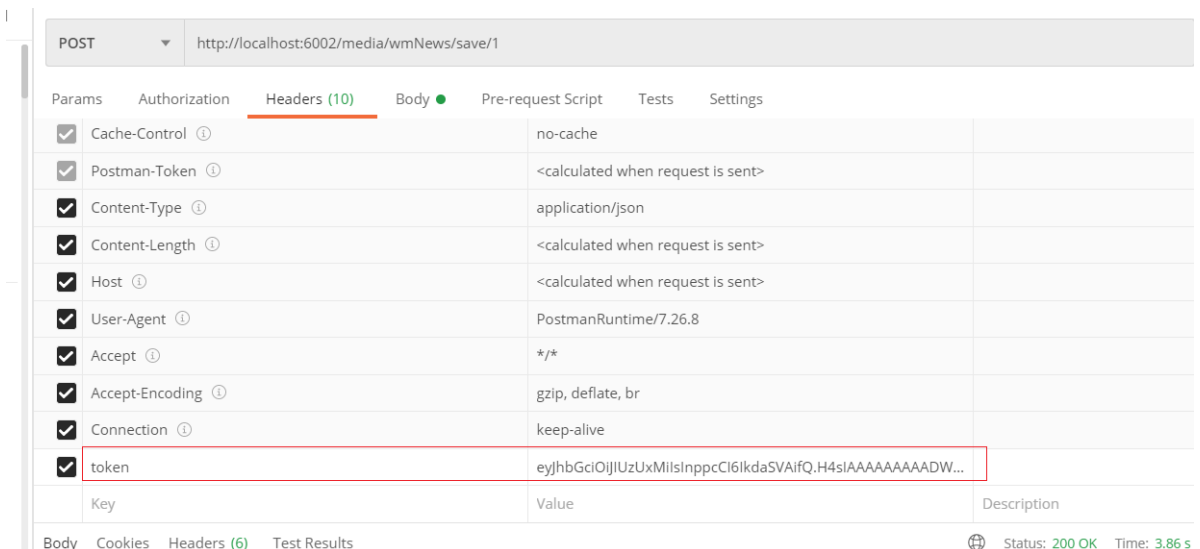 POST http://localhost:6002/media/wmNews/save/1
Params Authorization Headers (10) Body Pre-request Script Tests Settings
Cache-Control no-cache
Postman-Token <calculated when request is sent>
Content-Type application/json
Content-Length <calculated when request is sent>
Host <calculated when request is sent>
User-Agent PostmanRuntime/7.26.8
Accept */*
Accept-Encoding gzip, deflate, br
Connection keep-alive
token eyJhbGciOiJIUzUxMiIsInppcCI6IkdaSVAifQ.H4sIAAAAAAAAADW...
Key Value Description
Body Cookies Headers (6) Test Results Status: 200 OK Time: 3.86 s